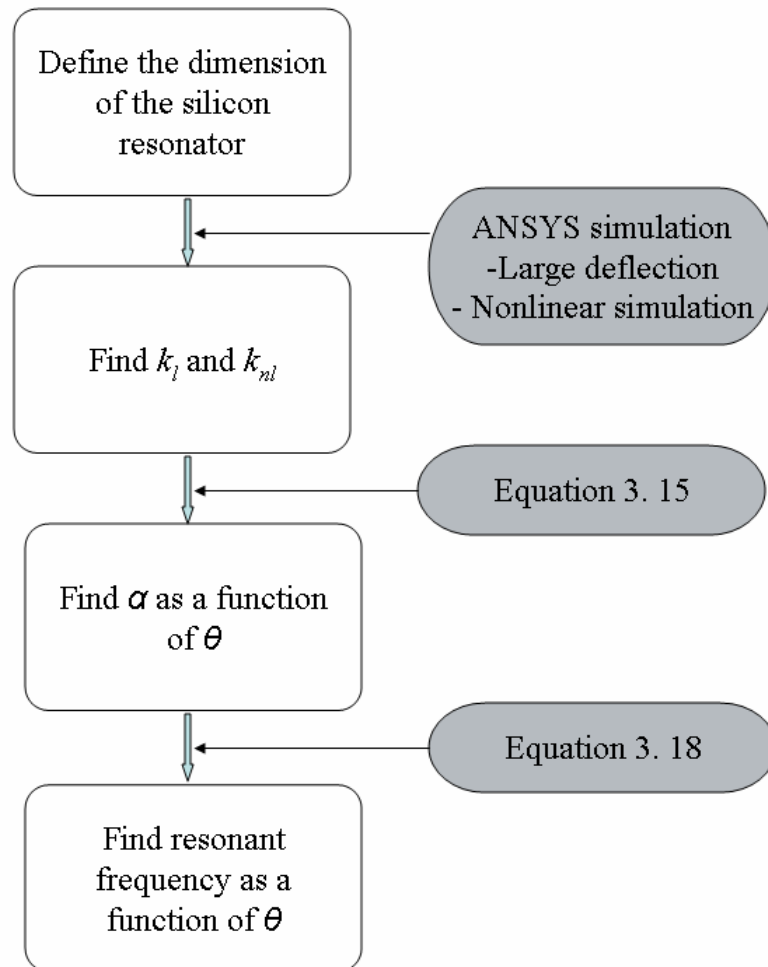 Define the dimension
of the silicon
resonator
ANSYS simulation
-Large deflection
- Nonlinear simulation
Find k_l and k_nl
Equation 3. 15
Find α as a function
of θ
Equation 3. 18
Find resonant
frequency as a
function of θ